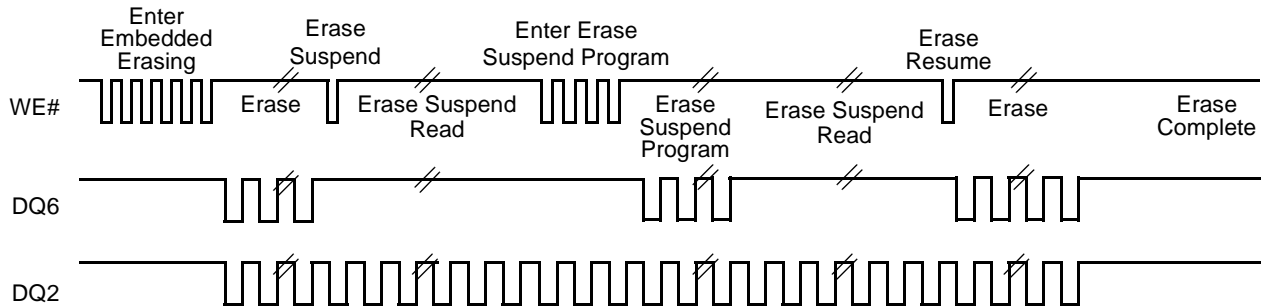 Enter
Embedded
Erasing
Erase
Suspend
Enter Erase
Suspend Program
Erase
Resume
WE#
Erase
Erase Suspend
Read
Erase
Suspend
Program
Erase Suspend
Read
Erase
Erase
Complete
DQ6
DQ2